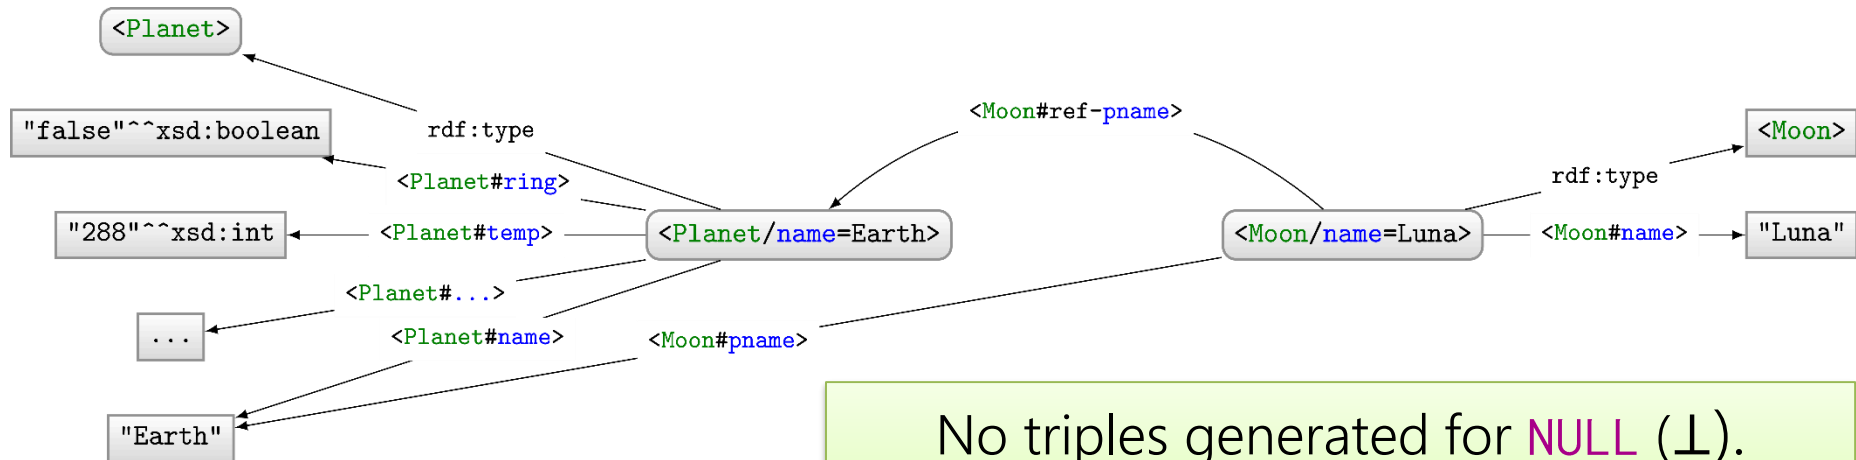 <Planet>
<Moon#ref-pname>
"false"^^xsd:boolean
rdf:type
<Moon>
<Planet#ring>
rdf:type
"288"^^xsd:int
<Planet#temp>
<Planet/name=Earth>
<Moon/name=Luna>
<Moon#name>
"Luna"
<Planet#...>
...
<Planet#name>
<Moon#pname>
"Earth"
No triples generated for NULL (⊥).